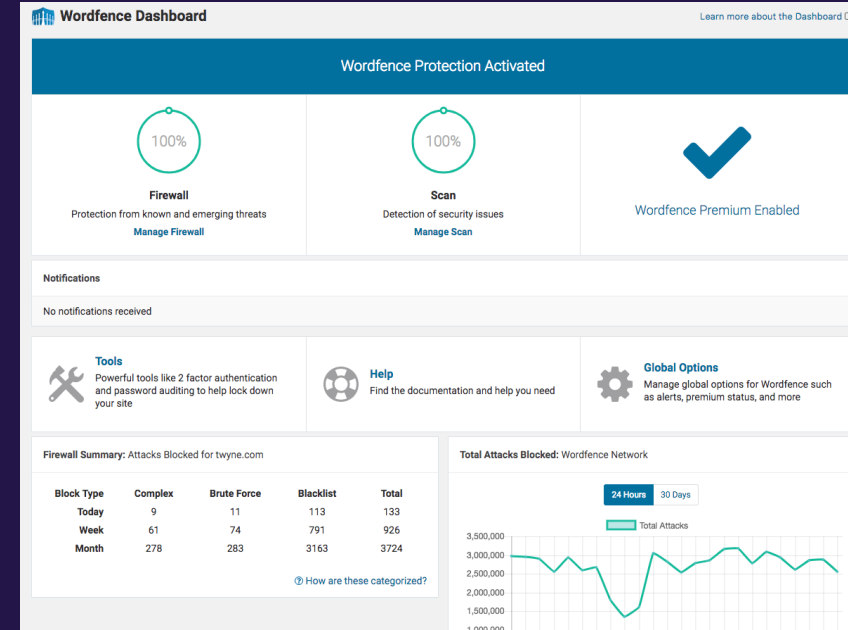 Wordfence Dashboard
Learn more about the Dashboard
Wordfence Protection Activated
100%
Firewall
Protection from known and emerging threats
Manage Firewall
100%
Scan
Detection of security issues
Manage Scan
Wordfence Premium Enabled
Notifications
No notifications received
Tools
Powerful tools like 2 factor authentication
and password auditing to help lock down
your site
Help
Find the documentation and help you need
Global Options
Manage global options for Wordfence such
as alerts, premium status, and more
Firewall Summary: Attacks Blocked for twyne.com
Block Type Complex Brute Force Blacklist Total
Today 9 11 113 133
Week 61 74 791 926
Month 278 283 3163 3724
How are these categorized?
Total Attacks Blocked: Wordfence Network
24 Hours 30 Days
Total Attacks
3,500,000
3,000,000
2,500,000
2,000,000
1,500,000
1,000,000